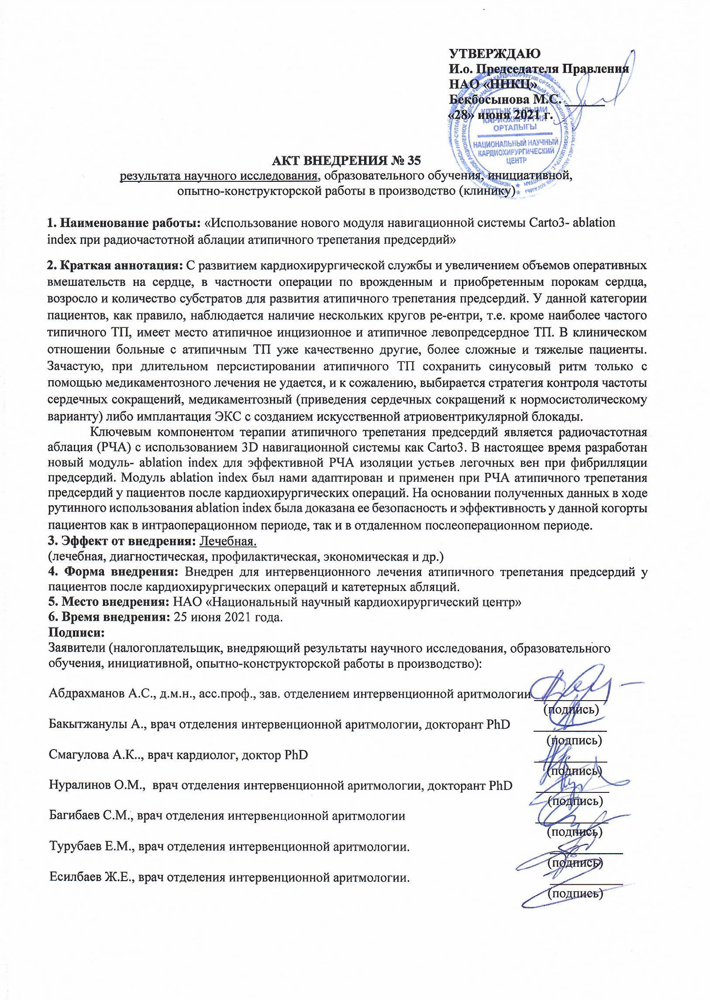 УТВЕРЖДАЮ
И.о. Председателя Правления
НАО «ННКЦ»
Бекбосынова М.С. ______
«28» июня 2021 г.
ҰЛТТЫҚ ҒЫЛЫМИ
КАРИОХИРУРГИЯ
ОРТАЛЫҒЫ
НАЦИОНАЛЬНЫЙ НАУЧНЫЙ
КАРДИОХИРУРГИЧЕСКИЙ
ЦЕНТР
АКТ ВНЕДРЕНИЯ № 35
результата научного исследования, образовательного обучения, инициативной,
опытно-конструкторской работы в производство (клинику)
1. Наименование работы: «Использование нового модуля навигационной системы Carto3- ablation
index при радиочастотной аблации атипичного трепетания предсердий»
2. Краткая аннотация: С развитием кардиохирургической службы и увеличением объемов оперативных
вмешательств на сердце, в частности операции по врожденным и приобретенным порокам сердца,
возросло и количество субстратов для развития атипичного трепетания предсердий. У данной категории
пациентов, как правило, наблюдается наличие нескольких кругов ре-ентри, т.е. кроме наиболее частого
типичного ТП, имеет место атипичное инцизионное и атипичное левопредсердное ТП. В клиническом
отношении больные с атипичным ТП уже качественно другие, более сложные и тяжелые пациенты.
Зачастую, при длительном персистировании атипичного ТП сохранить синусовый ритм только с
помощью медикаментозного лечения не удается, и к сожалению, выбирается стратегия контроля частоты
сердечных сокращений, медикаментозный (приведения сердечных сокращений к нормосистолическому
варианту) либо имплантация ЭКС с созданием искусственной атриовентрикулярной блокады.
Ключевым компонентом терапии атипичного трепетания предсердий является радиочастотная
аблация (РЧА) с использованием 3D навигационной системы как Carto3. В настоящее время разработан
новый модуль- ablation index для эффективной РЧА изоляции устьев легочных вен при фибрилляции
предсердий. Модуль ablation index был нами адаптирован и применен при РЧА атипичного трепетания
предсердий у пациентов после кардиохирургических операций. На основании полученных данных в ходе
рутинного использования ablation index была доказана ее безопасность и эффективность у данной когорты
пациентов как в интраоперационном периоде, так и в отдаленном послеоперационном периоде.
3. Эффект от внедрения: Лечебная.
(лечебная, диагностическая, профилактическая, экономическая и др.)
4. Форма внедрения: Внедрен для интервенционного лечения атипичного трепетания предсердий у
пациентов после кардиохирургических операций и катетерных абляций.
5. Место внедрения: НАО «Национальный научный кардиохирургический центр»
6. Время внедрения: 25 июня 2021 года.
Подписи:
Заявители (налогоплательщик, внедряющий результаты научного исследования, образовательного
обучения, инициативной, опытно-конструкторской работы в производство):
Абдрахманов А.С., д.м.н., асс.проф., зав. отделением интервенционной аритмологии
(подпись)
Бакытжанулы А., врач отделения интервенционной аритмологии, докторант PhD
(подпись)
Смагулова А.К.., врач кардиолог, доктор PhD
(подпись)
Нуралинов О.М., врач отделения интервенционной аритмологии, докторант PhD
(подпись)
Багибаев С.М., врач отделения интервенционной аритмологии
(подпись)
Турубаев Е.М., врач отделения интервенционной аритмологии.
(подпись)
Есилбаев Ж.Е., врач отделения интервенционной аритмологии.
(подпись)